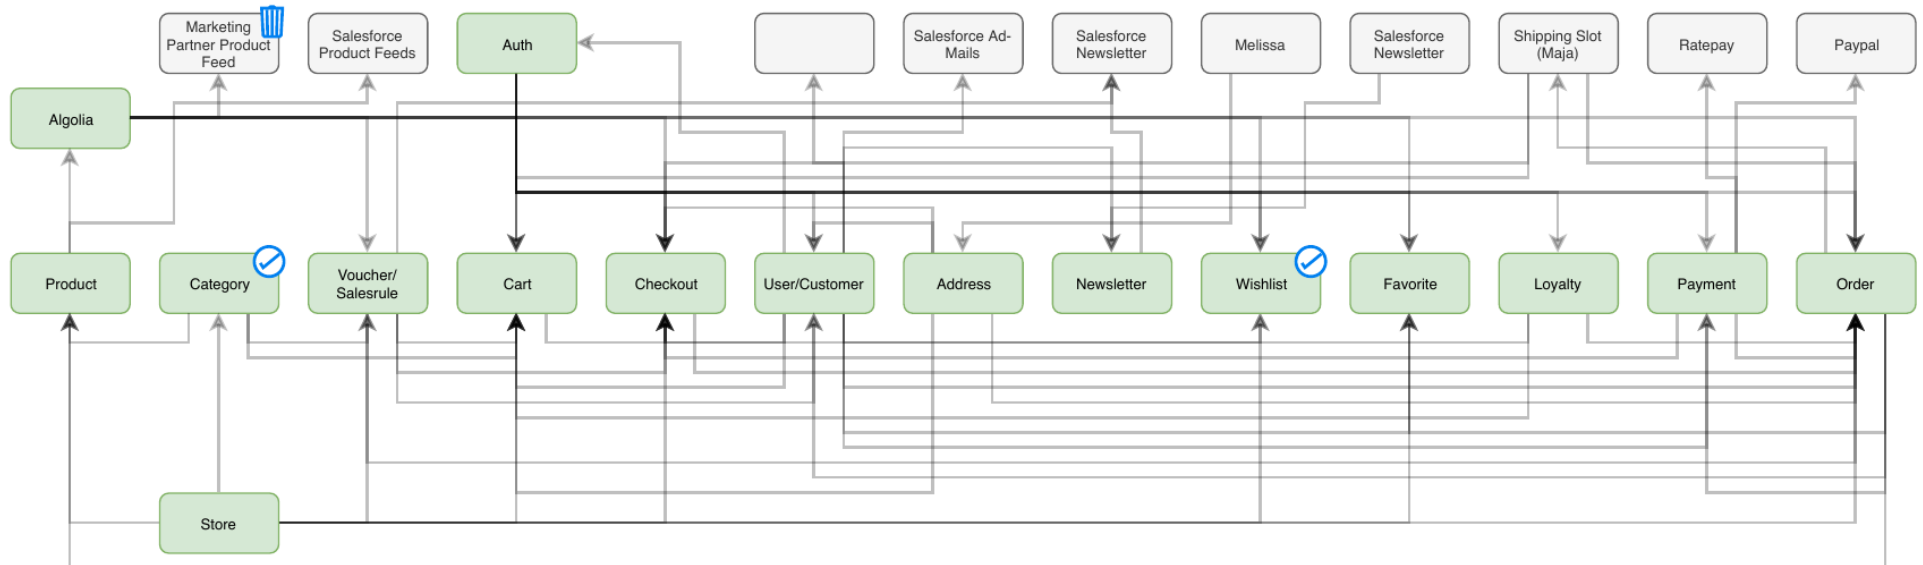 Marketing
Partner Product
Feed
Salesforce
Product Feeds
Auth
Salesforce Ad-
Mails
Salesforce
Newsletter
Melissa
Salesforce
Newsletter
Shipping Slot
(Maja)
Ratepay
Paypal
Algolia
Product
Category
Voucher/
Salesrule
Cart
Checkout
User/Customer
Address
Newsletter
Wishlist
Favorite
Loyalty
Payment
Order
Store